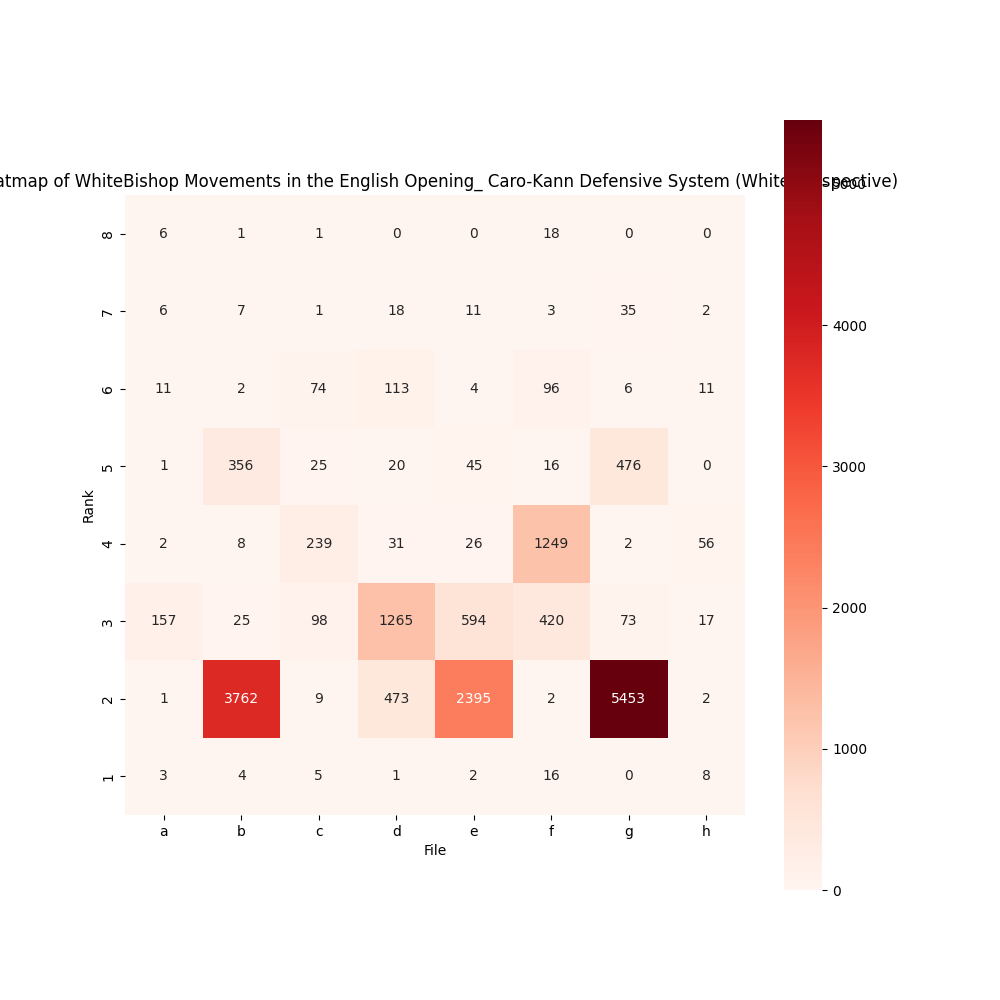 atmap of WhiteBishop Movements in the English Opening_ Caro-Kann Defensive System (White spective)
5000
8 6 1 1 0 0 18 0 0
7 6 7 1 18 11 3 35 2
4000
6 11 2 74 113 4 96 6 11
5 1 356 25 20 45 16 476 0
3000
Rank
4 2 8 239 31 26 1249 2 56
2000
3 157 25 98 1265 594 420 73 17
2 1 3762 9 473 2395 2 5453 2
1000
1 3 4 5 1 2 16 0 8
a b c d e f g h
File
0